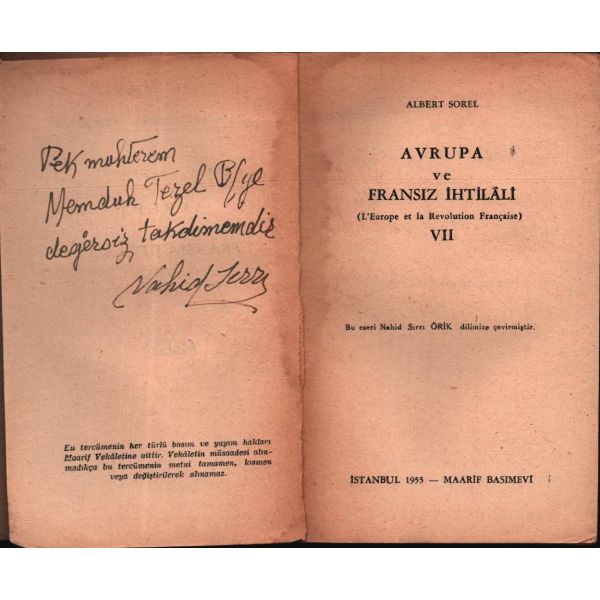 Pek muhterem
Memduh Tezel B/ye
değersiz takdimemdir
Nahid Sırrı
Bu tercümenin her türlü basım ve yayım hakları
Maarif Vekâletine aittir. Vekâletin müsaadesi alın-
madıkça bu tercümenin metni tamamen, kısmen
veya değiştirilerek alınamaz.
ALBERT SOREL
AVRUPA
ve
FRANSIZ İHTİLÂLİ
(L'Europe et la Revolution Française)
VII
Bu eseri Nahid Sırrı ÖRİK dilimize çevirmiştir.
İSTANBUL 1955 — MAARİF BASIMEVİ